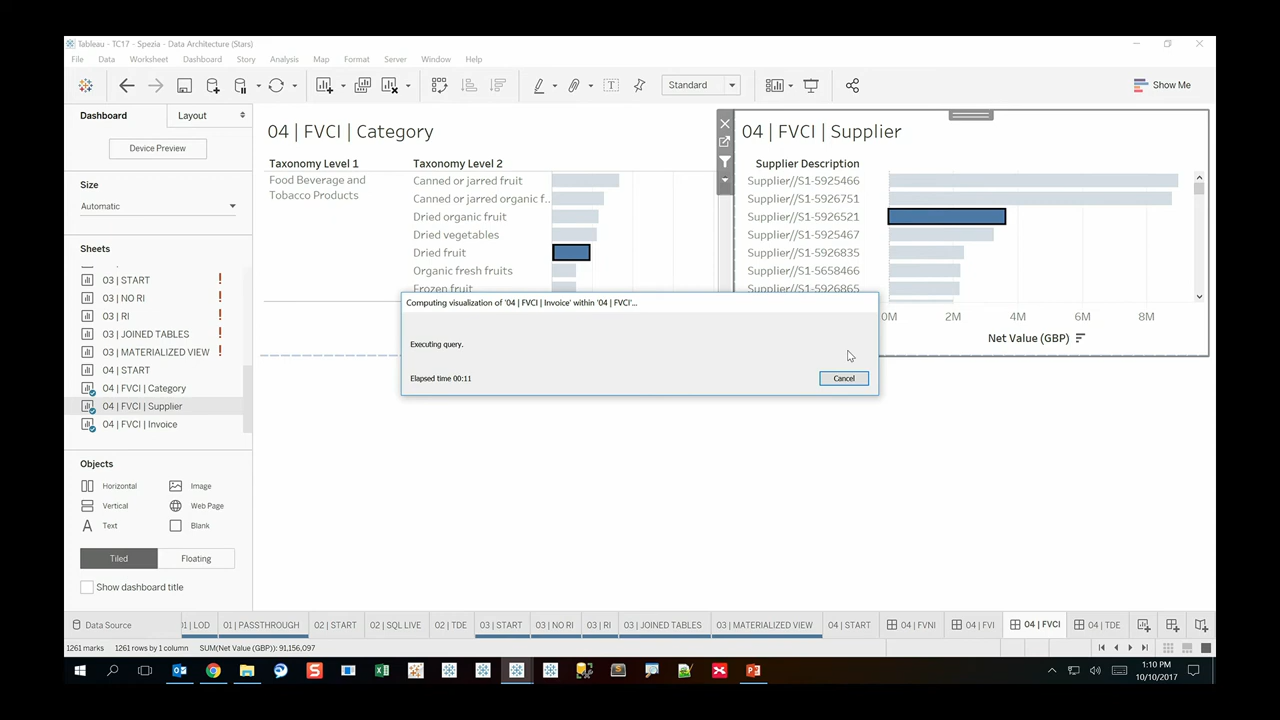 Tableau - TC17 - Spezia - Data Architecture (Stars)
File Data Worksheet Dashboard Story Analysis Map Format Server Window Help
Standard
Show Me
Dashboard
Layout
Device Preview
Size
Automatic
Sheets
03 | START !
03 | NO RI !
03 | RI !
03 | JOINED TABLES !
03 | MATERIALIZED VIEW !
04 | START
04 | FVCI | Category
04 | FVCI | Supplier
04 | FVCI | Invoice
Objects
Horizontal Image
Vertical Web Page
A Text Blank
Tiled Floating
Show dashboard title
04 | FVCI | Category
Taxonomy Level 1 Taxonomy Level 2
Food Beverage and
Tobacco Products
Canned or jarred fruit
Canned or jarred organic f..
Dried organic fruit
Dried vegetables
Dried fruit
Organic fresh fruits
Frozen fruit
04 | FVCI | Supplier
Supplier Description
Supplier//S1-5925466
Supplier//S1-5926751
Supplier//S1-5926521
Supplier//S1-5925467
Supplier//S1-5926835
Supplier//S1-5658466
Supplier//S1-5926865
0M 2M 4M 6M 8M
Net Value (GBP)
Computing visualization of '04 | FVCI | Invoice' within '04 | FVCI'...
Executing query.
Elapsed time 00:11
Cancel
Data Source 01 | LOD 01 | PASSTHROUGH 02 | START 02 | SQL LIVE 02 | TDE 03 | START 03 | NO RI 03 | RI 03 | JOINED TABLES 03 | MATERIALIZED VIEW 04 | START 04 | FVNI 04 | FVI 04 | FVCI 04 | TDE
1261 marks 1261 rows by 1 column SUM(Net Value (GBP)): 91,156.097
1:10 PM
10/10/2017